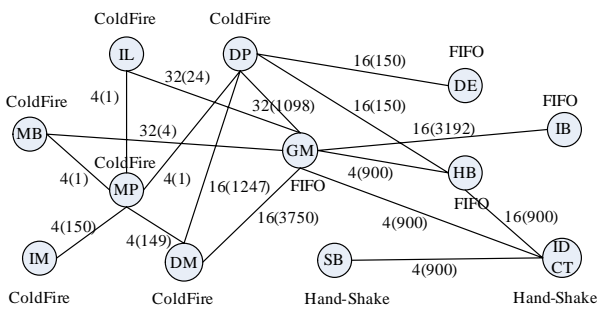 ColdFire
ColdFire
IL
DP
FIFO
16(150)
DE
32(24)
ColdFire
4(1)
32(1098)
16(150)
FIFO
MB
32(4)
16(3192)
IB
GM
ColdFire
4(900)
HB
4(1)
MP
4(1)
16(1247)
FIFO
FIFO
16(3750)
4(900)
16(900)
4(150)
4(149)
IM
DM
SB
4(900)
ID
CT
ColdFire
ColdFire
Hand-Shake
Hand-Shake